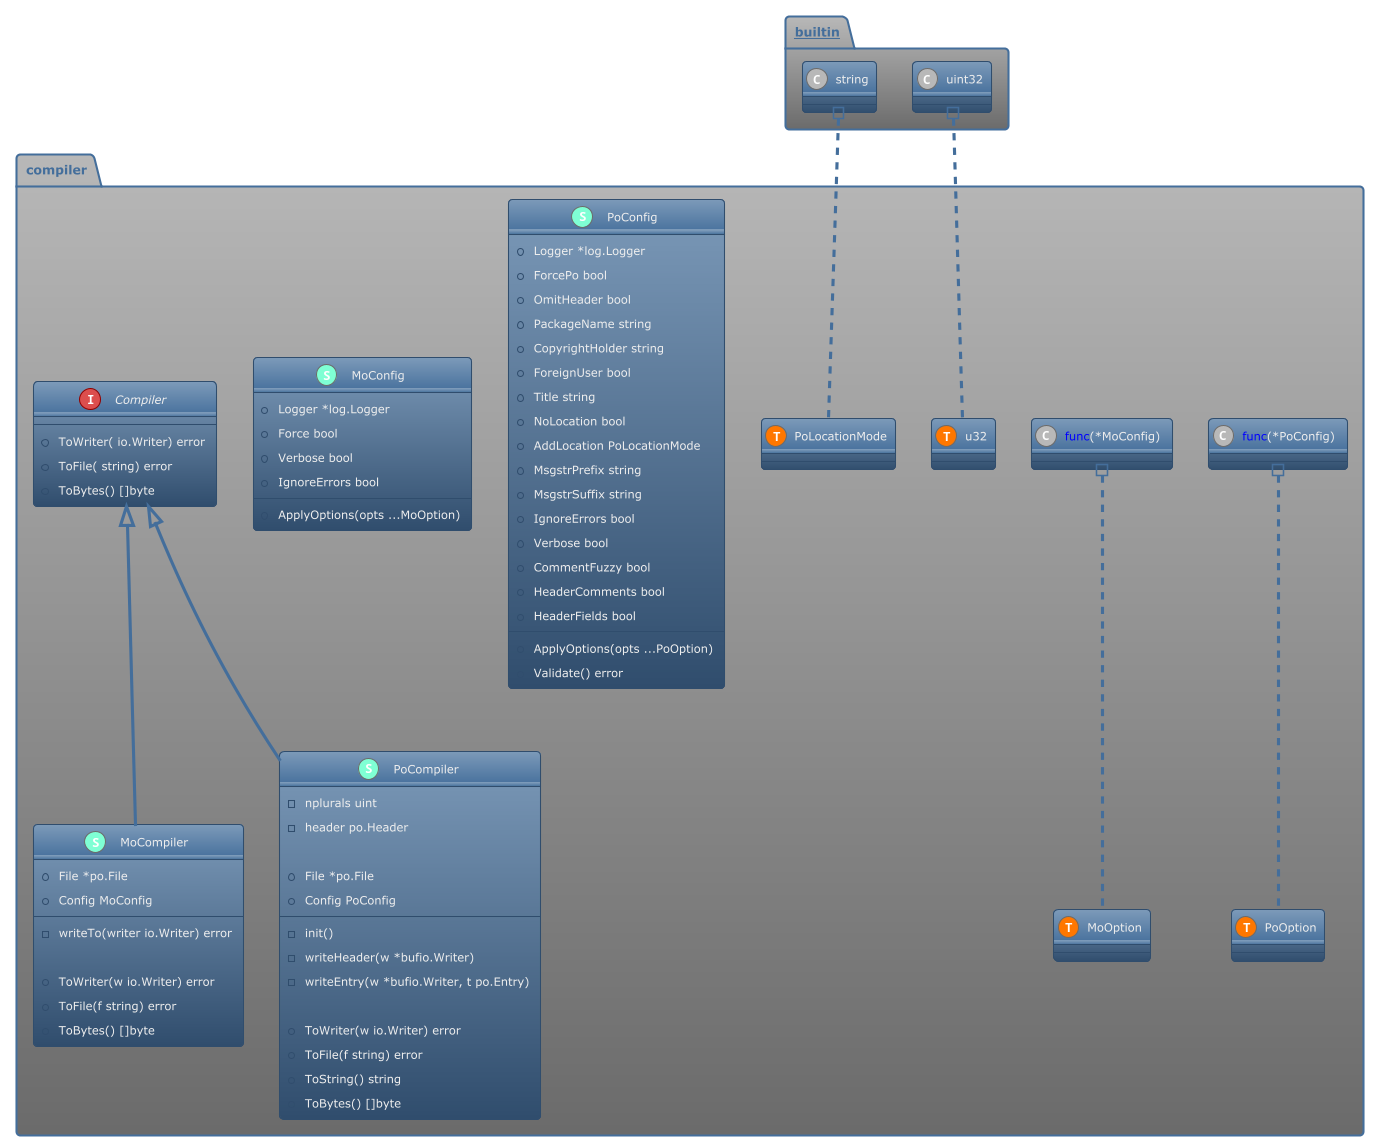 builtin
C string
C uint32
compiler
I Compiler
ToWriter( io.Writer) error
ToFile( string) error
ToBytes() []byte
S MoConfig
Logger *log.Logger
Force bool
Verbose bool
IgnoreErrors bool
ApplyOptions(opts ...MoOption)
S PoConfig
Logger *log.Logger
ForcePo bool
OmitHeader bool
PackageName string
CopyrightHolder string
ForeignUser bool
Title string
NoLocation bool
AddLocation PoLocationMode
MsgstrPrefix string
MsgstrSuffix string
IgnoreErrors bool
Verbose bool
CommentFuzzy bool
HeaderComments bool
HeaderFields bool
ApplyOptions(opts ...PoOption)
Validate() error
T PoLocationMode
T u32
C func(*MoConfig)
C func(*PoConfig)
S MoCompiler
File *po.File
Config MoConfig
writeTo(writer io.Writer) error
ToWriter(w io.Writer) error
ToFile(f string) error
ToBytes() []byte
S PoCompiler
nplurals uint
header po.Header
File *po.File
Config PoConfig
init()
writeHeader(w *bufio.Writer)
writeEntry(w *bufio.Writer, t po.Entry)
ToWriter(w io.Writer) error
ToFile(f string) error
ToString() string
ToBytes() []byte
T MoOption
T PoOption